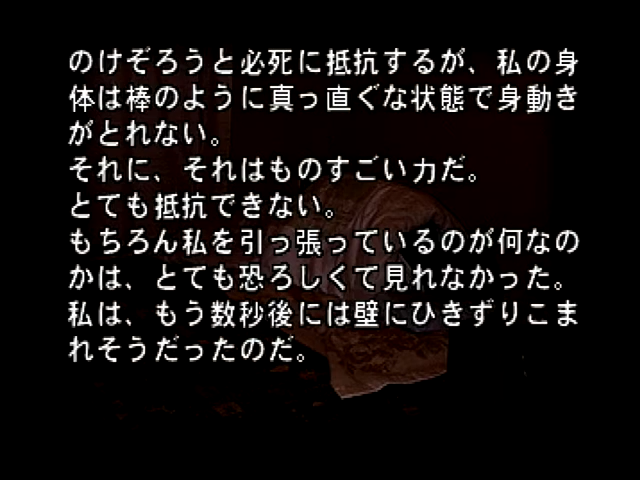 のけぞろうと必死に抵抗するが、私の身
体は棒のように真っ直ぐな状態で身動き
がとれない。
それに、それはものすごい力だ。
とても抵抗できない。
もちろん私を引っ張っているのが何なの
かは、とても恐ろしくて見れなかった。
私は、もう数秒後には壁にひきずりこま
れそうだったのだ。